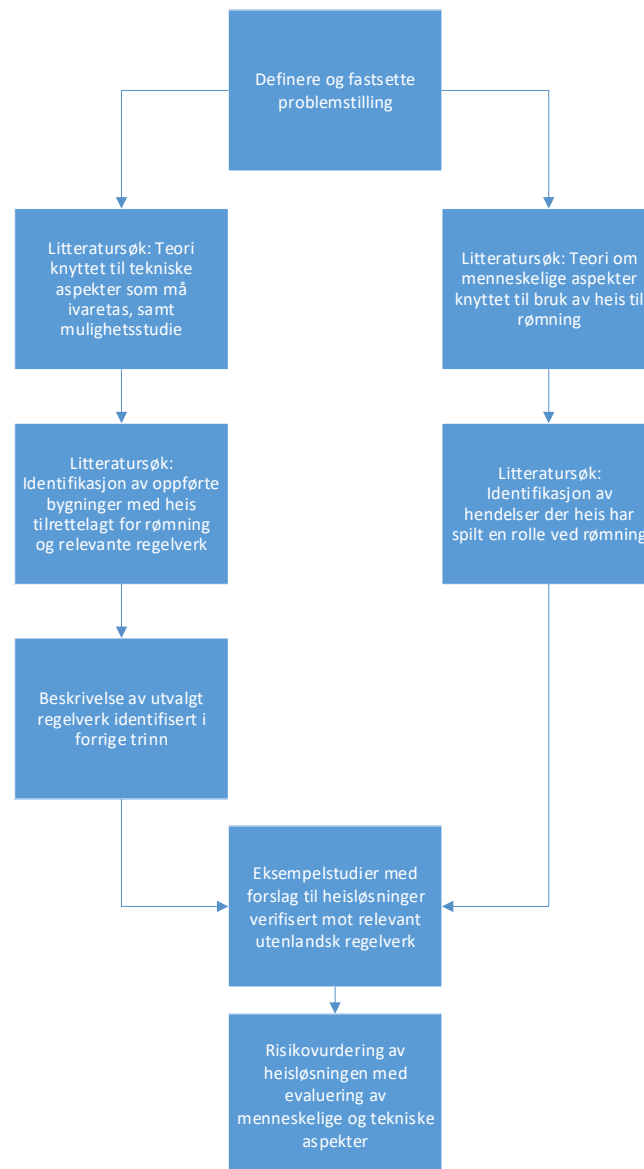 Definere og fastsette
problemstilling
Litteratursøk: Teori
knyttet til tekniske
aspekter som må
ivaretas, samt
mulighetsstudie
Litteratursøk: Teori om
menneskelige aspekter
knyttet til bruk av heis til
rømning
Litteratursøk:
Identifikasjon av oppførte
bygninger med heis
tilrettelagt for rømning
og relevante regelverk
Litteratursøk:
Identifikasjon av
hendelser der heis har
spilt en rolle ved rømning
Beskrivelse av utvalgt
regelverk identifisert i
forrige trinn
Eksempelstudier med
forslag til heisløsninger
verifisert mot relevant
utenlandsk regelverk
Risikovurdering av
heisløsningen med
evaluering av
menneskelige og tekniske
aspekter